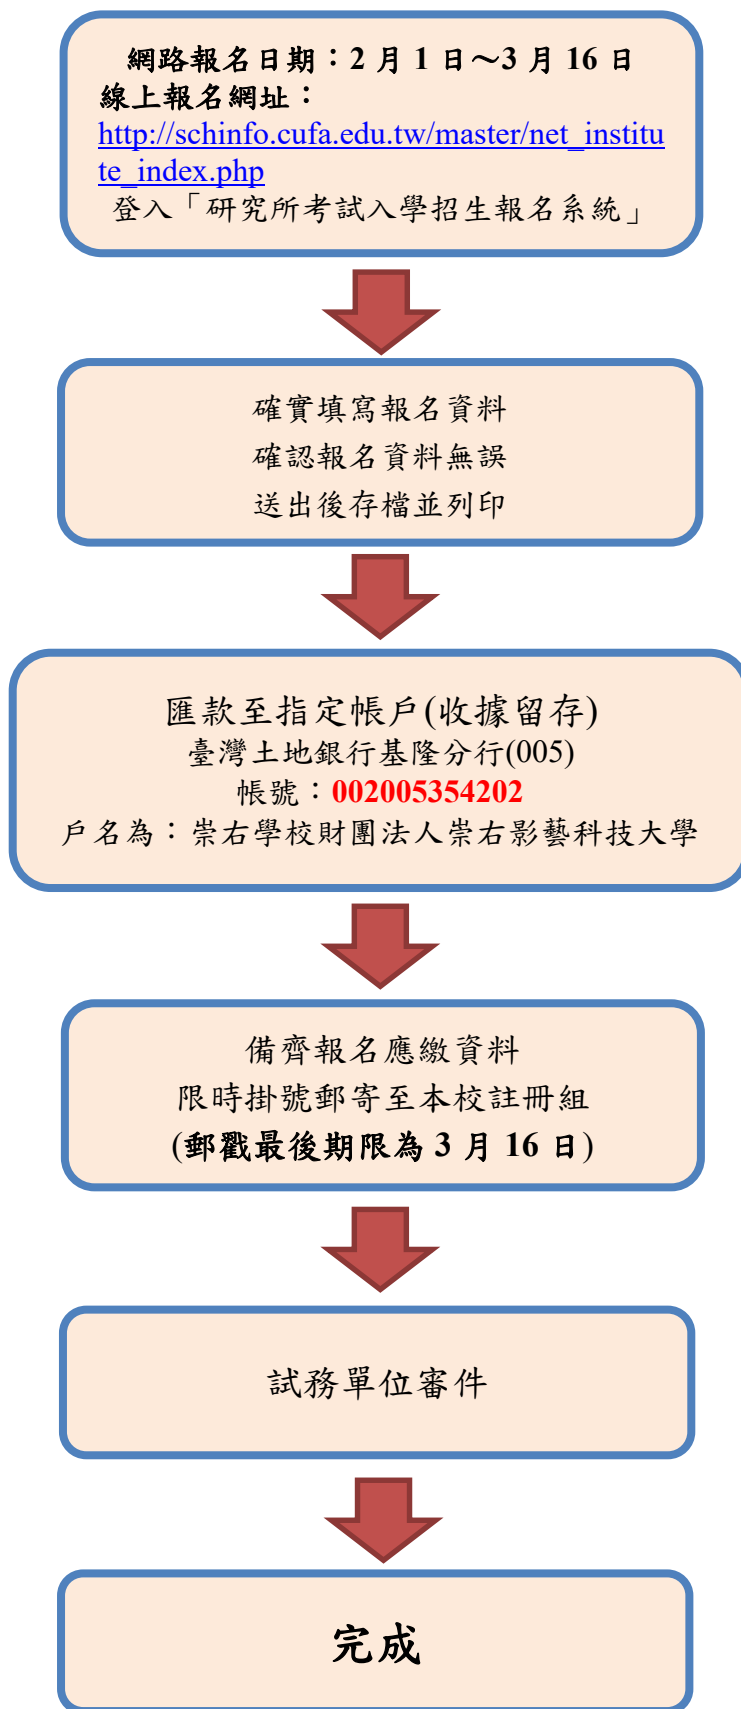 網路報名日期：2 月 1 日～3 月 16 日
線上報名網址：
http://schinfo.cufa.edu.tw/master/net_institu
te_index.php
登入「研究所考試入學招生報名系統」
確實填寫報名資料
確認報名資料無誤
送出後存檔並列印
匯款至指定帳戶(收據留存)
臺灣土地銀行基隆分行(005)
帳號：002005354202
戶名為：崇右學校財團法人崇右影藝科技大學
備齊報名應繳資料
限時掛號郵寄至本校註冊組
(郵戳最後期限為 3 月 16 日)
試務單位審件
完成